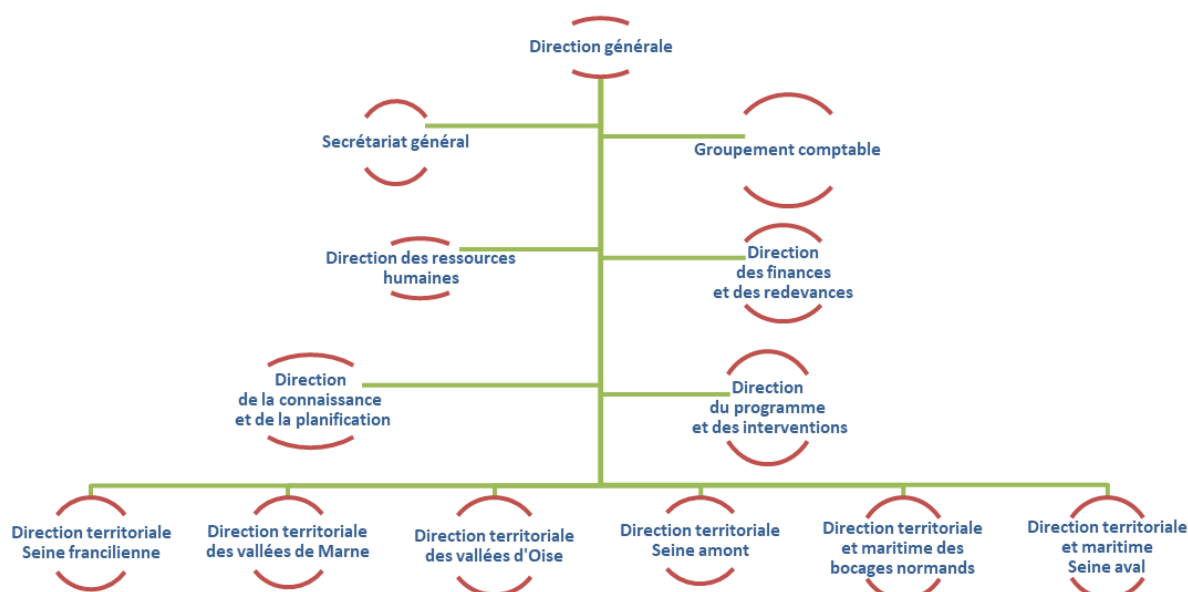 Direction générale
Secrétariat général
Groupement comptable
Direction des ressources
humaines
Direction
des finances
et des redevances
Direction
de la connaissance
et de la planification
Direction
du programme
et des interventions
Direction territoriale
Seine francilienne
Direction territoriale
des vallées de Marne
Direction territoriale
des vallées d'Oise
Direction territoriale
Seine amont
Direction territoriale
et maritime des
bocages normands
Direction territoriale
et maritime
Seine aval